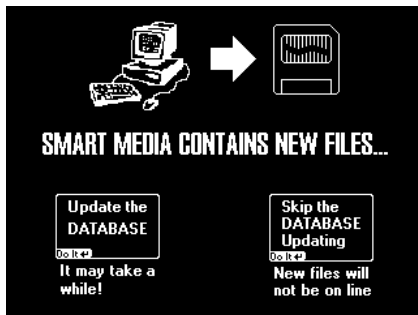 SMART MEDIA CONTAINS NEW FILES...
Update the
DATABASE
Do It ↵
It may take a
while!
Skip the
DATABASE
Updating
Do It ↵
New files will
not be on line